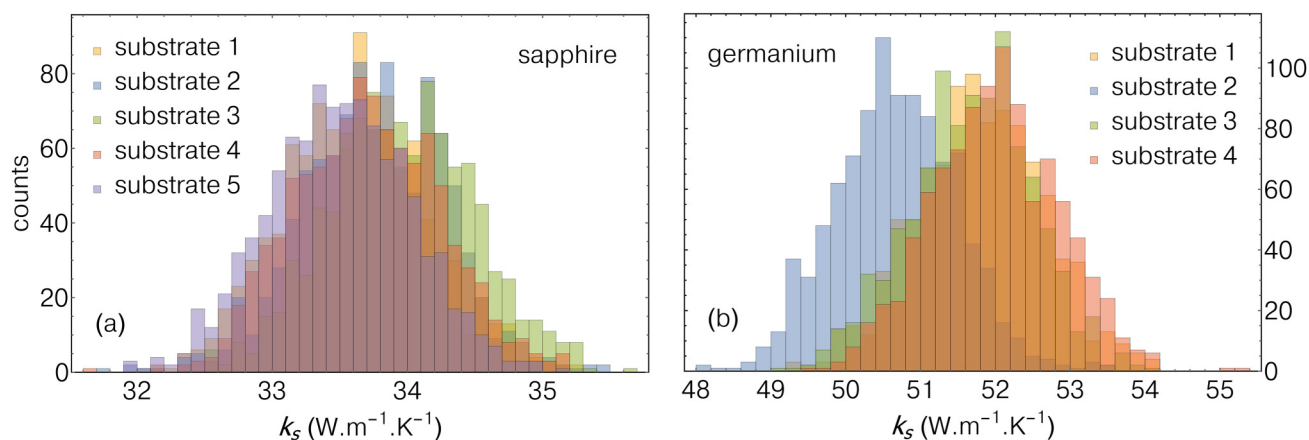 sapphire
substrate 1
substrate 2
substrate 3
substrate 4
substrate 5
counts
80
60
40
20
0
(a)
32 33 34 35
kₛ (W.m⁻¹.K⁻¹)
germanium
substrate 1
substrate 2
substrate 3
substrate 4
100
80
60
40
20
0
(b)
48 49 50 51 52 53 54 55
kₛ (W.m⁻¹.K⁻¹)